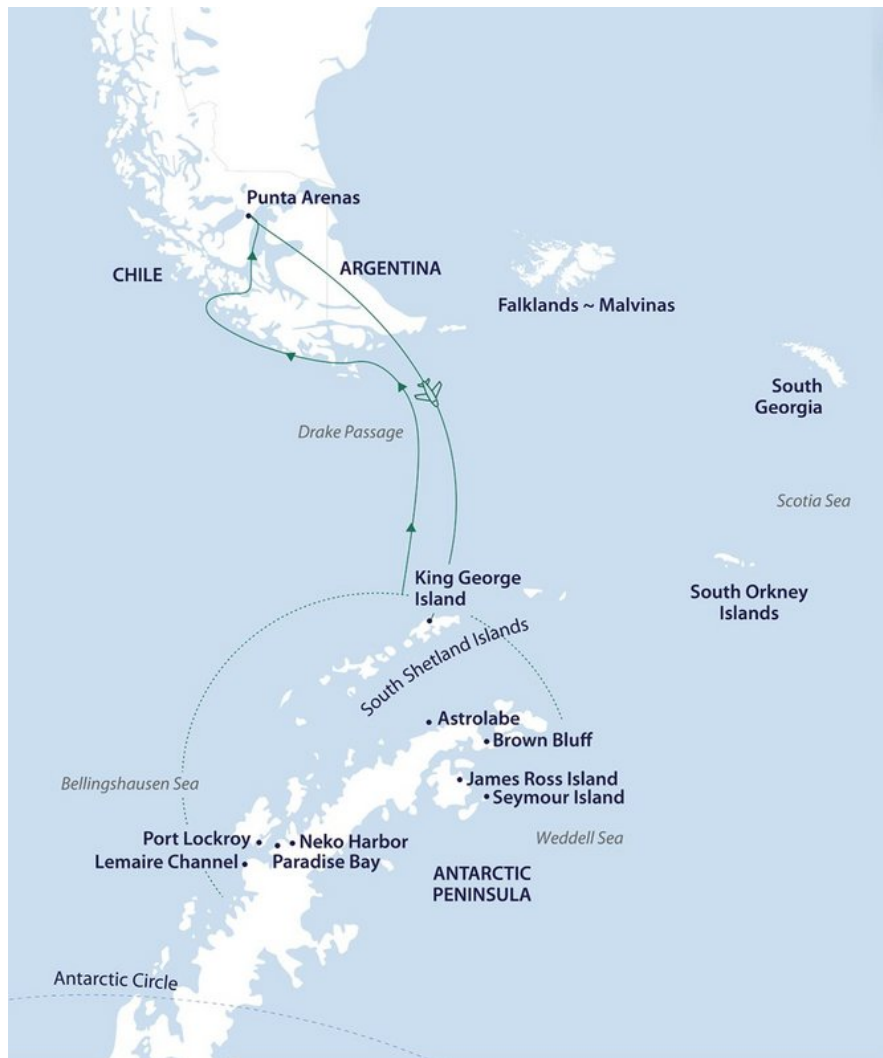 Punta Arenas
CHILE
ARGENTINA
Falklands ~ Malvinas
South
Georgia
Drake Passage
Scotia Sea
King George
Island
South Orkney
Islands
South Shetland Islands
Astrolabe
Brown Bluff
Bellingshausen Sea
James Ross Island
Seymour Island
Port Lockroy
Neko Harbor
Weddell Sea
Lemaire Channel
Paradise Bay
ANTARCTIC
PENINSULA
Antarctic Circle